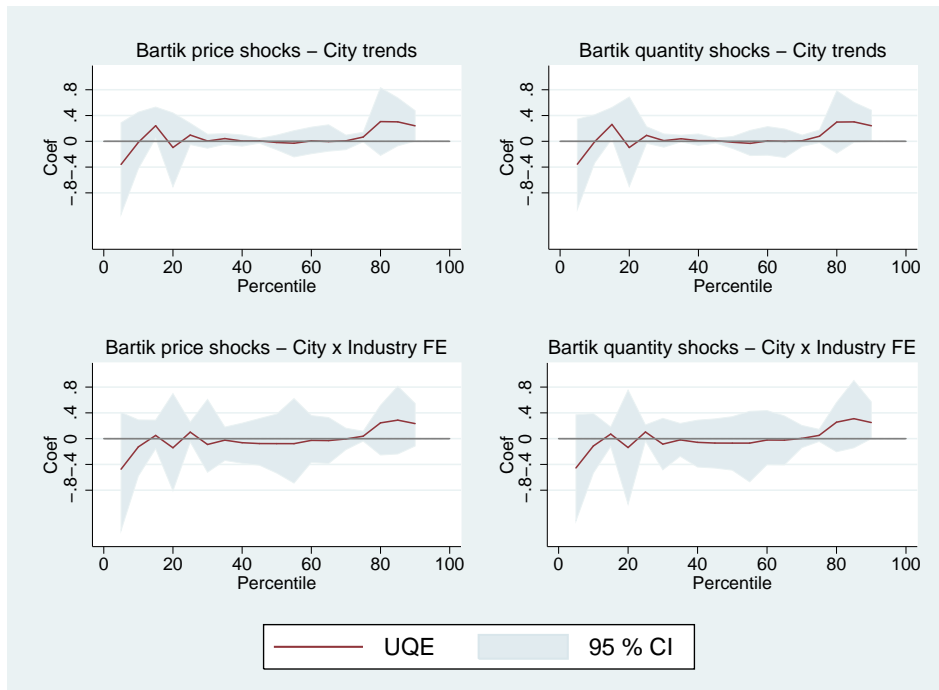 Bartik price shocks – City trends
Coef
.8
.4
0
–.4
–.8
0 20 40 60 80 100
Percentile
Bartik quantity shocks – City trends
Coef
.8
.4
0
–.4
–.8
0 20 40 60 80 100
Percentile
Bartik price shocks – City x Industry FE
Coef
.8
.4
0
–.4
–.8
0 20 40 60 80 100
Percentile
Bartik quantity shocks – City x Industry FE
Coef
.8
.4
0
–.4
–.8
0 20 40 60 80 100
Percentile
UQE 95 % CI